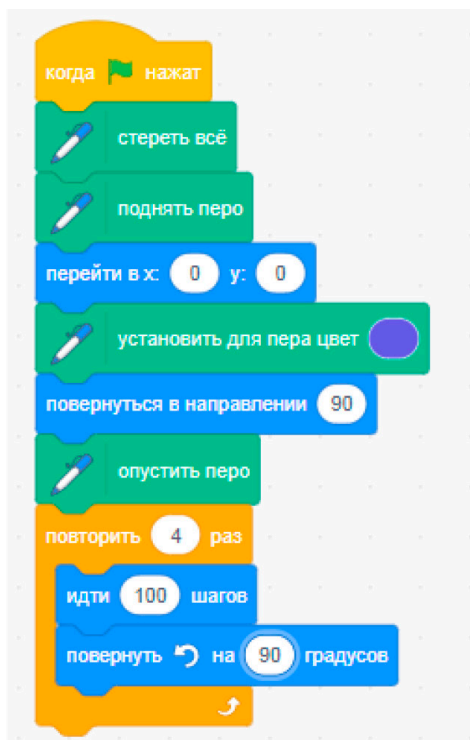 когда нажат
стереть всё
поднять перо
перейти в x: 0 y: 0
установить для пера цвет
повернуться в направлении 90
опустить перо
повторить 4 раз
идти 100 шагов
повернуть на 90 градусов